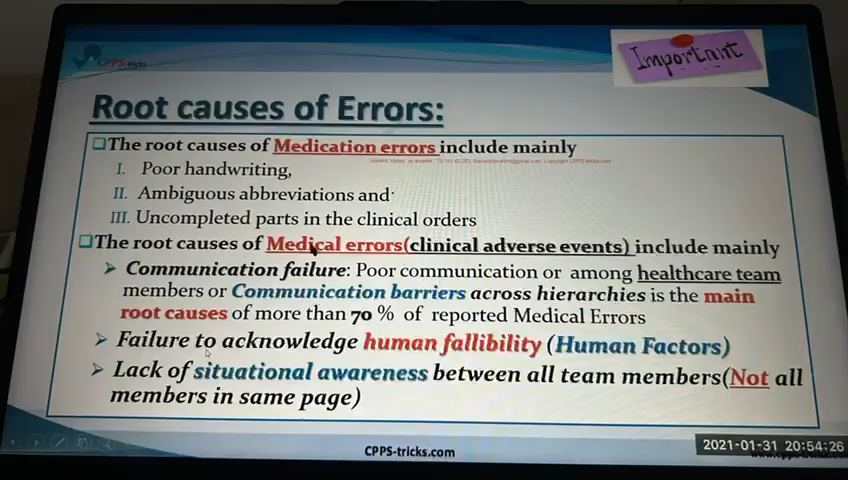 CPPS tricks
Important
Root causes of Errors:
The root causes of Medication errors include mainly
I. Poor handwriting,
II. Ambiguous abbreviations and
III. Uncompleted parts in the clinical orders
The root causes of Medical errors(clinical adverse events) include mainly
Communication failure: Poor communication or among healthcare team
members or Communication barriers across hierarchies is the main
root causes of more than 70 % of reported Medical Errors
Failure to acknowledge human fallibility (Human Factors)
Lack of situational awareness between all team members(Not all
members in same page)
CPPS-tricks.com
2021-01-31 20:54:26